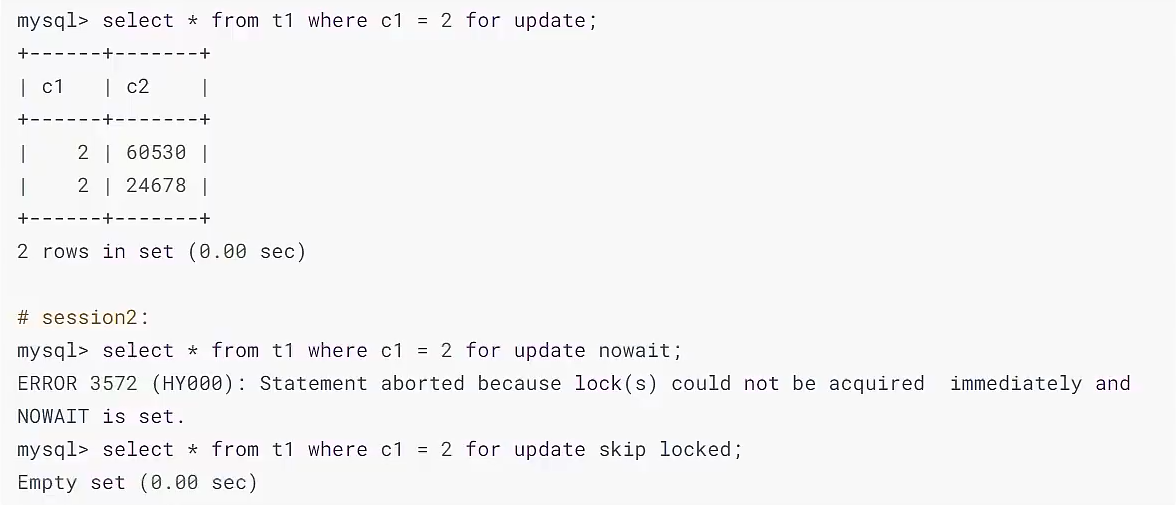 mysql> select * from t1 where c1 = 2 for update;
+------+-------+
| c1   | c2    |
+------+-------+
|    2 | 60530 |
|    2 | 24678 |
+------+-------+
2 rows in set (0.00 sec)
# session2:
mysql> select * from t1 where c1 = 2 for update nowait;
ERROR 3572 (HY000): Statement aborted because lock(s) could not be acquired  immediately and
NOWAIT is set.
mysql> select * from t1 where c1 = 2 for update skip locked;
Empty set (0.00 sec)